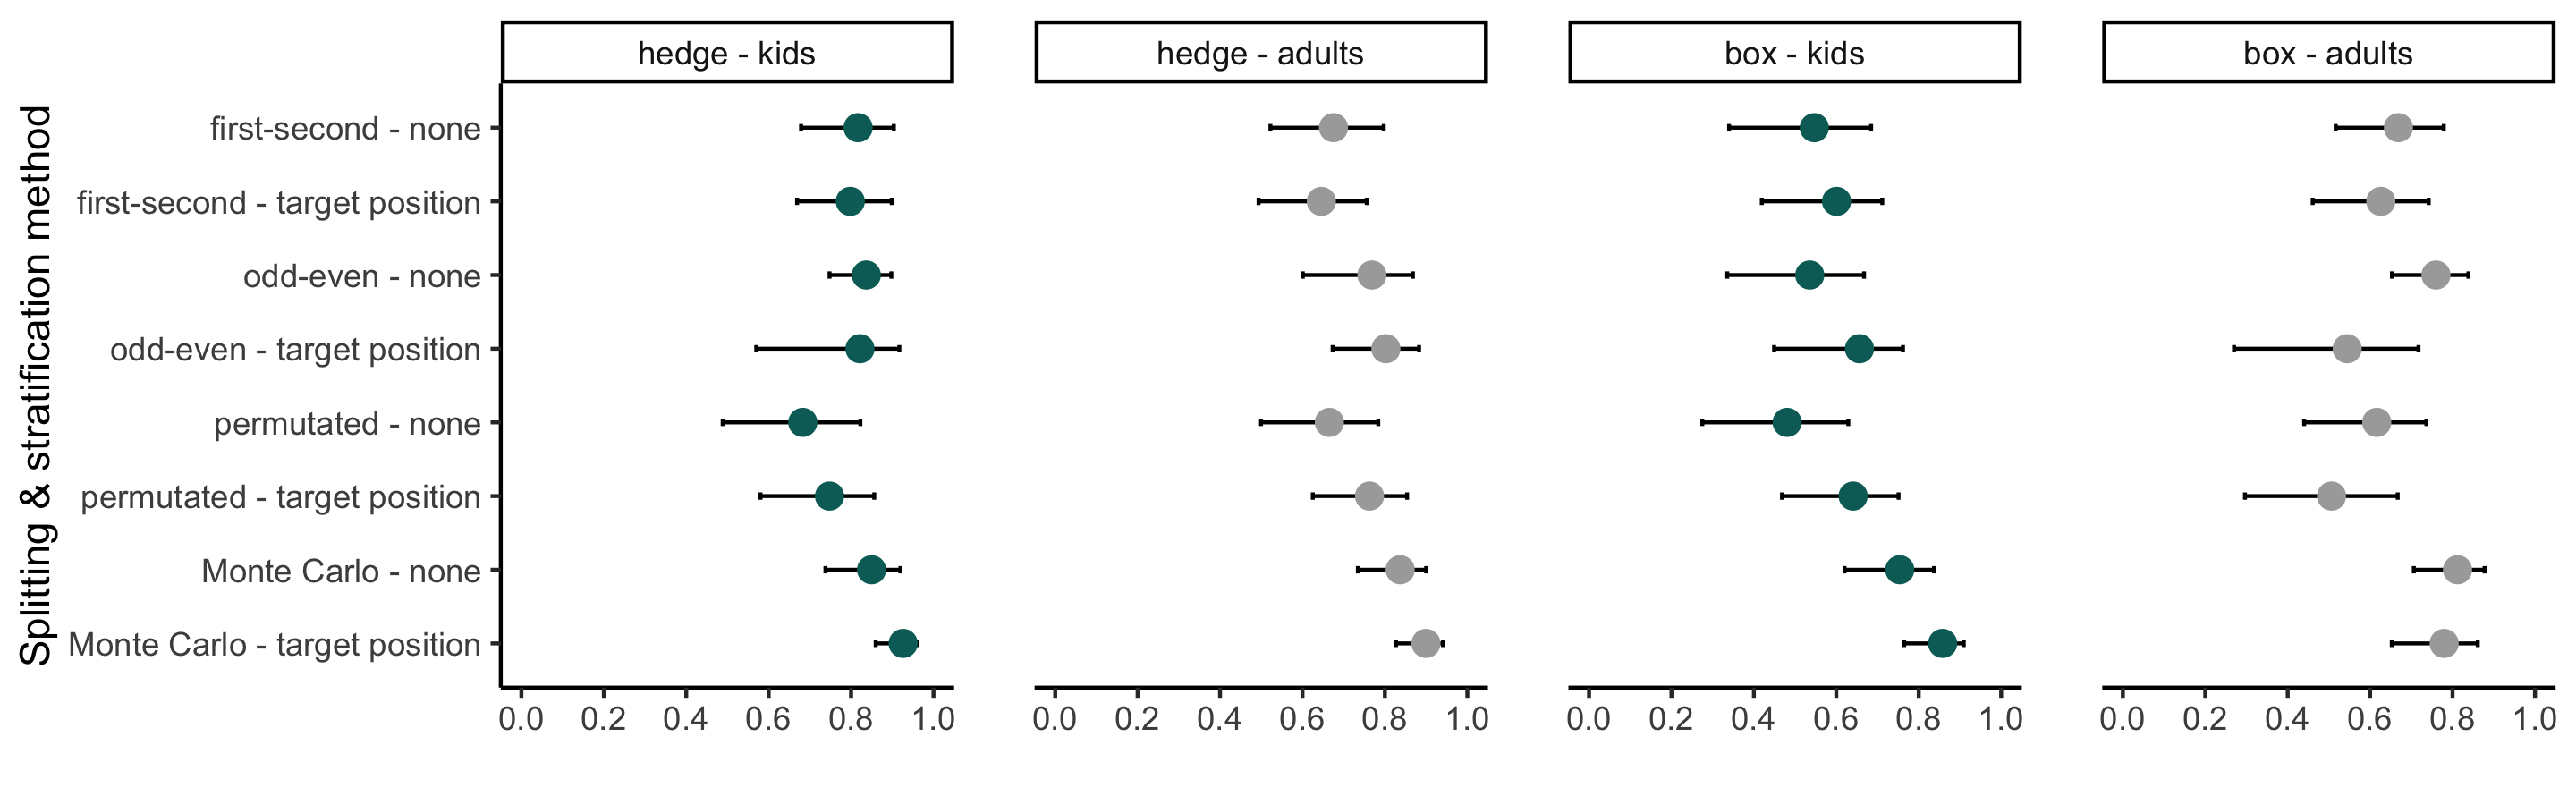 hedge - kids
hedge - adults
box - kids
box - adults
Splitting & stratification method
first-second - none
first-second - target position
odd-even - none
odd-even - target position
permutated - none
permutated - target position
Monte Carlo - none
Monte Carlo - target position
0.0 0.2 0.4 0.6 0.8 1.0
0.0 0.2 0.4 0.6 0.8 1.0
0.0 0.2 0.4 0.6 0.8 1.0
0.0 0.2 0.4 0.6 0.8 1.0